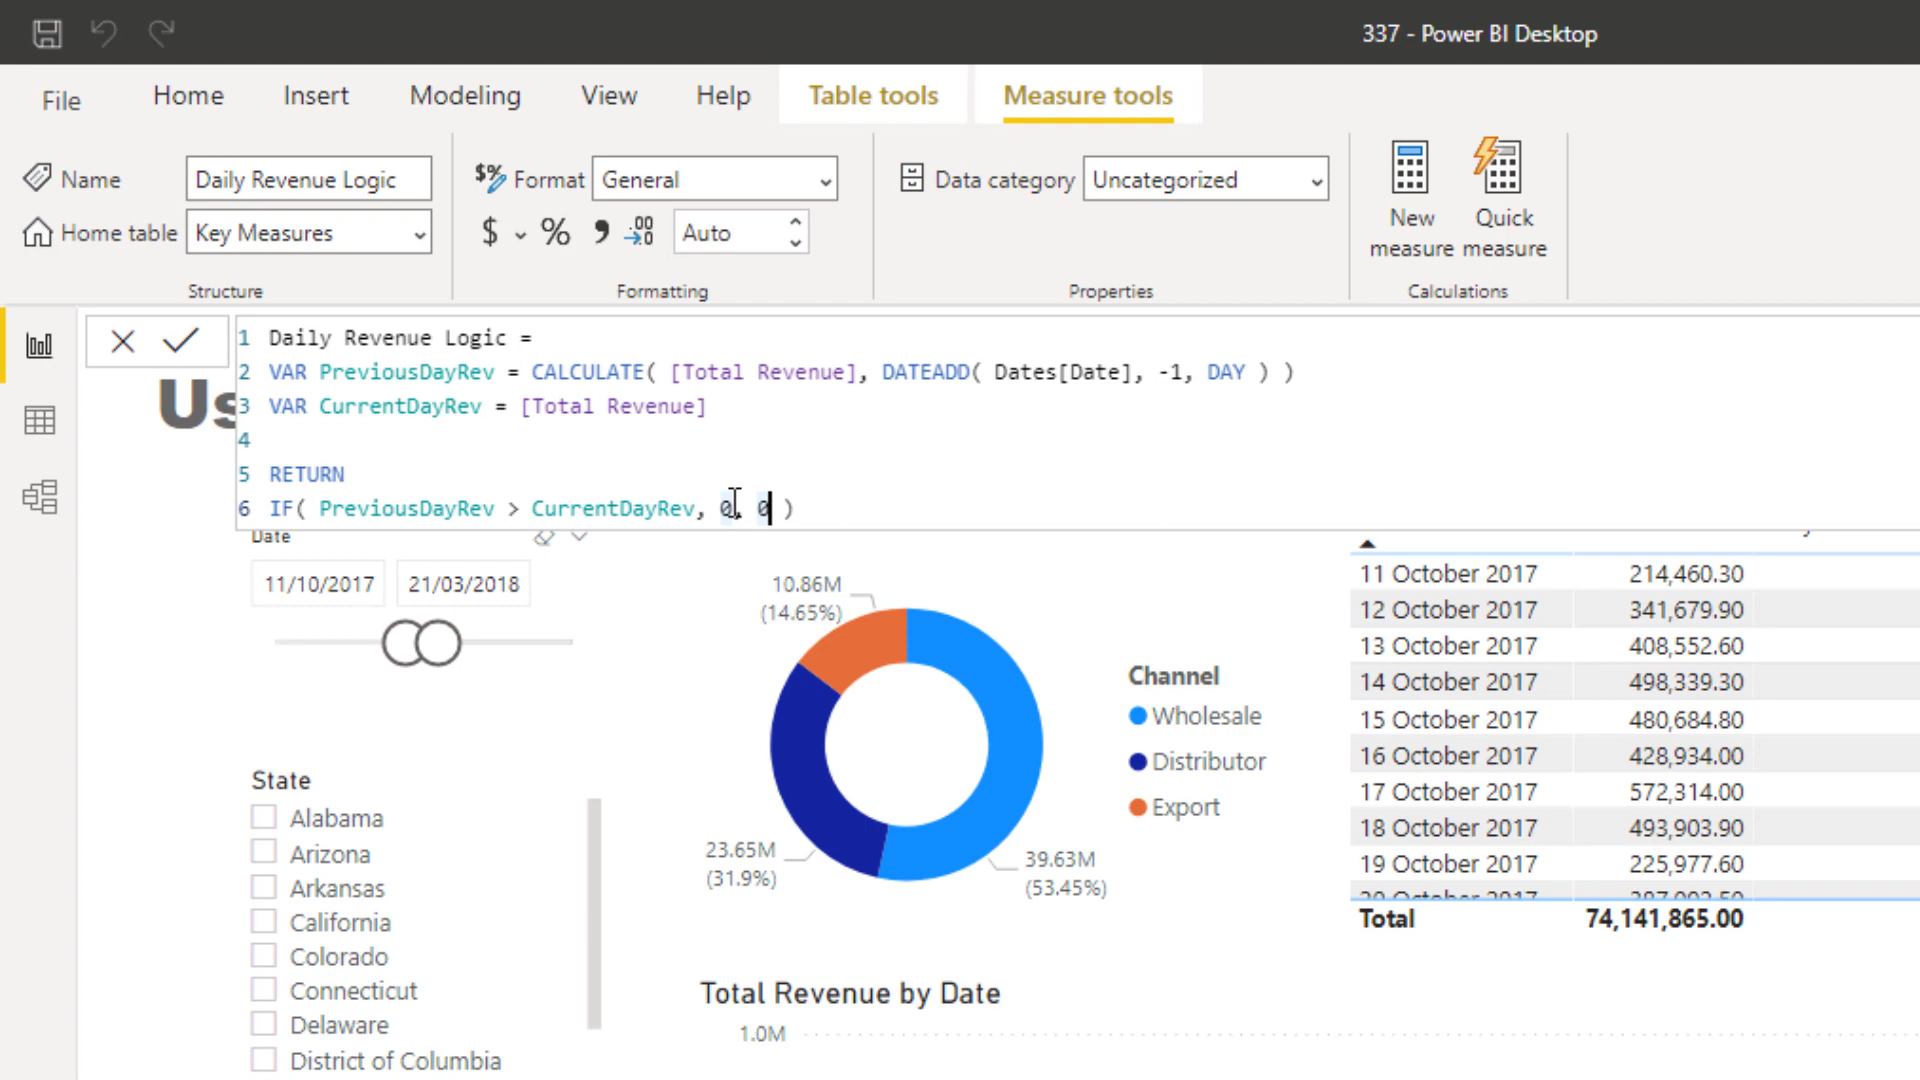 337 - Power BI Desktop
File
Home
Insert
Modeling
View
Help
Table tools
Measure tools
Name
Daily Revenue Logic
Home table
Key Measures
Structure
$% Format
General
$ % , .00 →.0
Auto
Formatting
Data category
Uncategorized
Properties
New measure
Quick measure
Calculations
Us
1 Daily Revenue Logic =
2 VAR PreviousDayRev = CALCULATE( [Total Revenue], DATEADD( Dates[Date], -1, DAY ) )
3 VAR CurrentDayRev = [Total Revenue]
4
5 RETURN
6 IF( PreviousDayRev > CurrentDayRev, 0, 0 )
Date
11/10/2017
21/03/2018
State
Alabama
Arizona
Arkansas
California
Colorado
Connecticut
Delaware
District of Columbia
10.86M
(14.65%)
23.65M
(31.9%)
39.63M
(53.45%)
Channel
Wholesale
Distributor
Export
11 October 2017 214,460.30
12 October 2017 341,679.90
13 October 2017 408,552.60
14 October 2017 498,339.30
15 October 2017 480,684.80
16 October 2017 428,934.00
17 October 2017 572,314.00
18 October 2017 493,903.90
19 October 2017 225,977.60
Total 74,141,865.00
Total Revenue by Date
1.0M